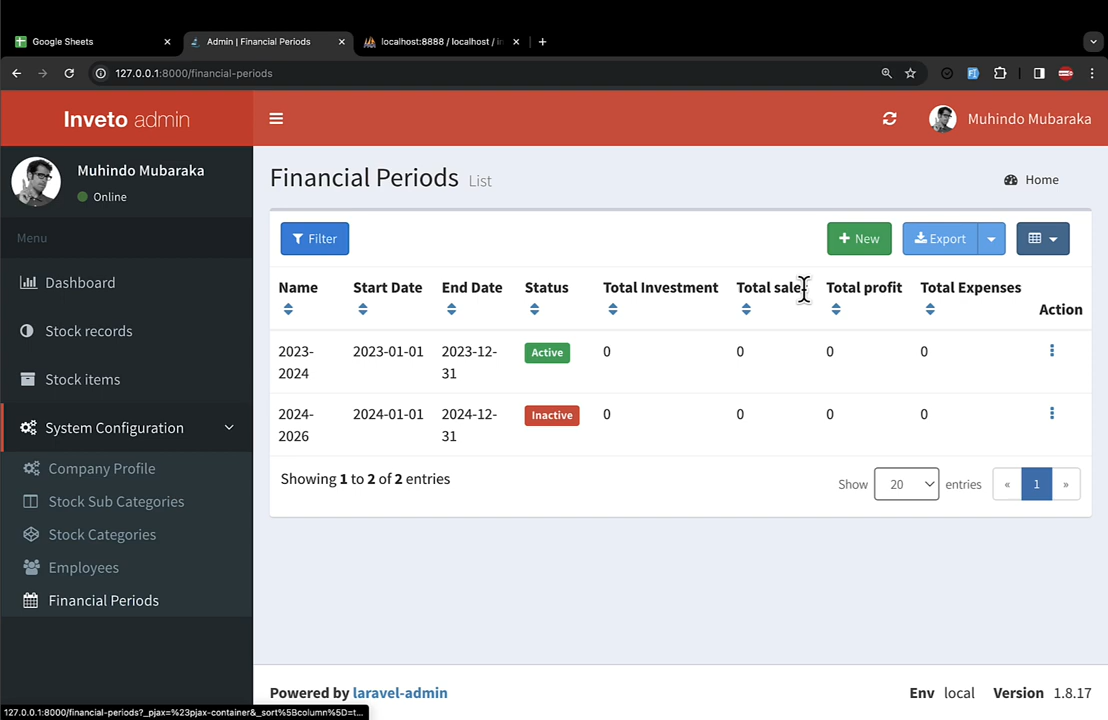 Google Sheets
Admin | Financial Periods
localhost:8888 / localhost / in
127.0.0.1:8000/financial-periods
Inveto admin
Muhindo Mubaraka
Muhindo Mubaraka
Online
Menu
Dashboard
Stock records
Stock items
System Configuration
Company Profile
Stock Sub Categories
Stock Categories
Employees
Financial Periods
Financial Periods List
Home
Filter
New
Export
Name Start Date End Date Status Total Investment Total sales Total profit Total Expenses
Action
2023- 2023-01-01 2023-12- Active 0 0 0 0
2024 31
2024- 2024-01-01 2024-12- Inactive 0 0 0 0
2026 31
Showing 1 to 2 of 2 entries
Show 20 entries « 1 »
Powered by laravel-admin
Env local Version 1.8.17
127.0.0.1:8000/financial-periods?_pjax=%23pjax-container&_sort%5Bcolumn%5D=t...